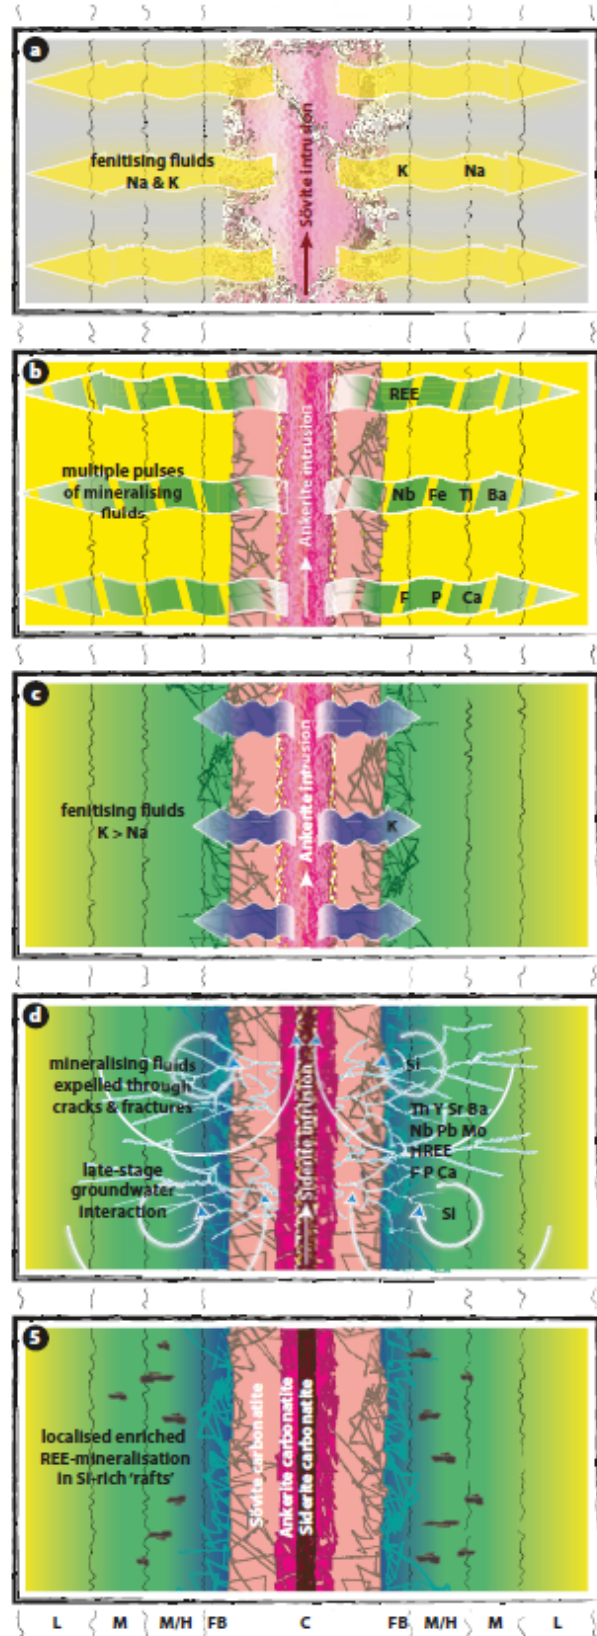 a
fenitising fluids
Na & K
Sövite intrusion
K
Na
b
multiple pulses
of mineralising
fluids
Ankerite intrusion
REE
Nb Fe Ti Ba
F P Ca
c
fenitising fluids
K > Na
Ankerite intrusion
K
d
mineralising fluids
expelled through
cracks & fractures
late-stage
groundwater
interaction
Siderite intrusion
Si
Th Y Sr Ba
Nb Pb Mo
HREE
F P Ca
Si
5
localised enriched
REE-mineralisation
in Si-rich ‘rafts’
Sövite carbonatite
Ankerite carbonatite
Siderite carbonatite
L M M/H FB C FB M/H M L